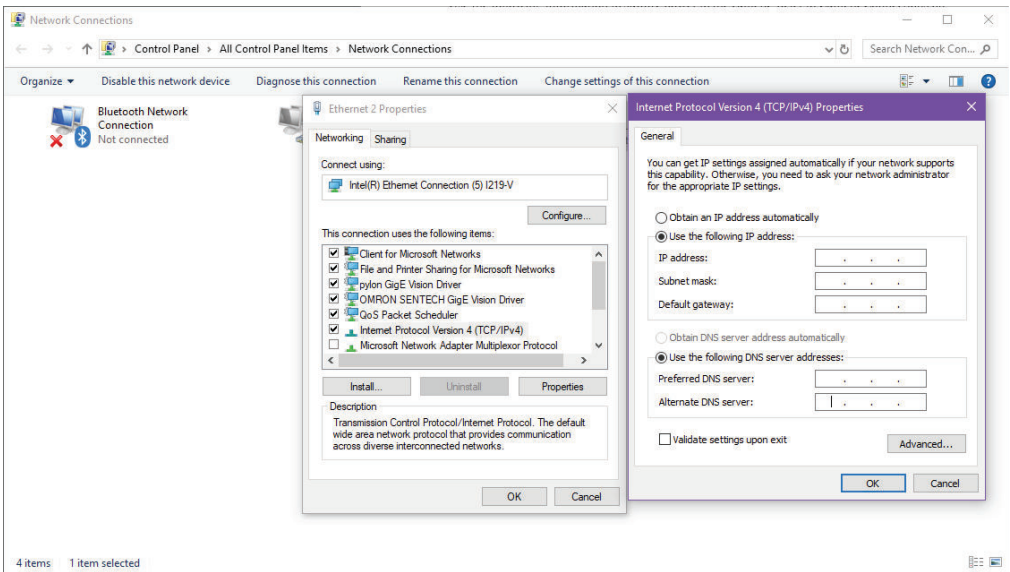 Network Connections
Control Panel > All Control Panel Items > Network Connections
Search Network Con...
Organize
Disable this network device
Diagnose this connection
Rename this connection
Change settings of this connection
Bluetooth Network
Connection
Not connected
Ethernet 2 Properties
Networking
Sharing
Connect using:
Intel(R) Ethernet Connection (5) I219-V
Configure...
This connection uses the following items:
Client for Microsoft Networks
File and Printer Sharing for Microsoft Networks
pylon GigE Vision Driver
OMRON SENTECH GigE Vision Driver
QoS Packet Scheduler
Internet Protocol Version 4 (TCP/IPv4)
Microsoft Network Adapter Multiplexor Protocol
Install...
Uninstall
Properties
Description
Transmission Control Protocol/Internet Protocol. The default
wide area network protocol that provides communication
across diverse interconnected networks.
OK
Cancel
Internet Protocol Version 4 (TCP/IPv4) Properties
General
You can get IP settings assigned automatically if your network supports
this capability. Otherwise, you need to ask your network administrator
for the appropriate IP settings.
Obtain an IP address automatically
Use the following IP address:
IP address:
Subnet mask:
Default gateway:
Obtain DNS server address automatically
Use the following DNS server addresses:
Preferred DNS server:
Alternate DNS server:
Validate settings upon exit
Advanced...
OK
Cancel
4 items
1 item selected